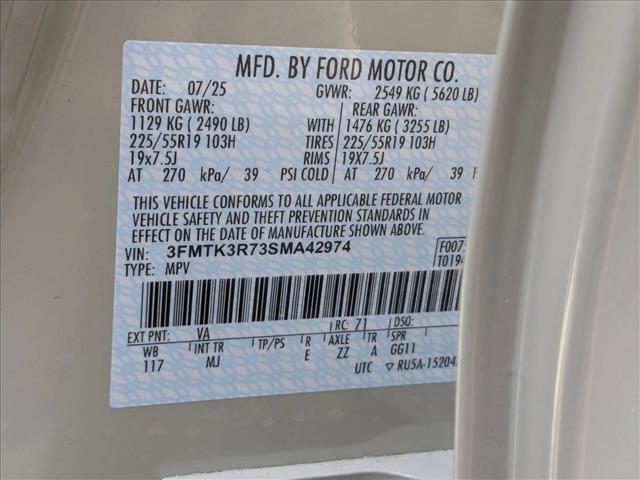 MFD. BY FORD MOTOR CO.
DATE: 07/25 GVWR: 2549 KG ( 5620 LB)
FRONT GAWR: REAR GAWR:
1129 KG ( 2490 LB) WITH 1476 KG ( 3255 LB)
225/55R19 103H TIRES 225/55R19 103H
19x7.5J RIMS 19X7.5J
AT 270 kPa/ 39 PSI COLD AT 270 kPa/ 39 P
THIS VEHICLE CONFORMS TO ALL APPLICABLE FEDERAL MOTOR
VEHICLE SAFETY AND THEFT PREVENTION STANDARDS IN
EFFECT ON THE DATE OF MANUFACTURE SHOWN ABOVE.
VIN: 3FMTK3R73SMA42974 F007
TYPE: MPV T019
EXT PNT: VA RC: 71 DSO:
WB INT TR TP/PS R AXLE TR SPR
117 MJ E ZZ A GG11
UTC ▽ RU5A-15204